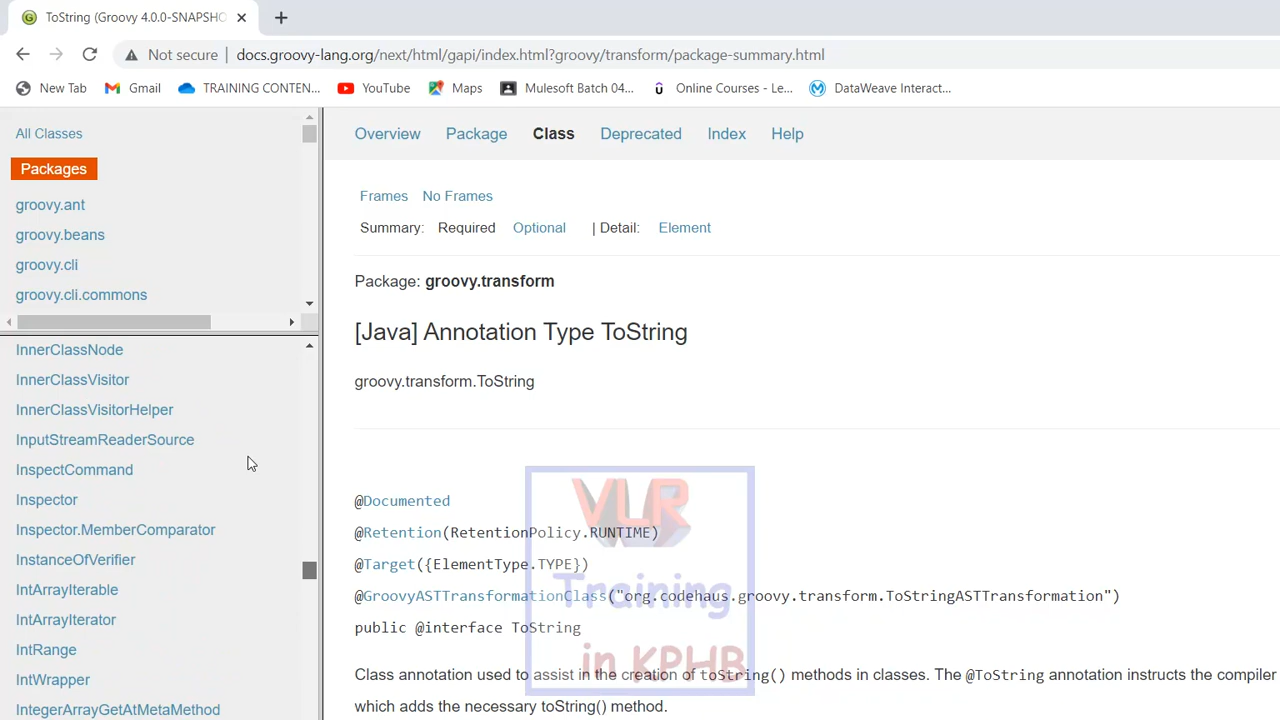 ToString (Groovy 4.0.0-SNAPSHO
Not secure | docs.groovy-lang.org/next/html/gapi/index.html?groovy/transform/package-summary.html
New Tab Gmail TRAINING CONTEN... YouTube Maps Mulesoft Batch 04... Online Courses - Le... DataWeave Interact...
All Classes
Packages
groovy.ant
groovy.beans
groovy.cli
groovy.cli.commons
InnerClassNode
InnerClassVisitor
InnerClassVisitorHelper
InputStreamReaderSource
InspectCommand
Inspector
Inspector.MemberComparator
InstanceOfVerifier
IntArrayIterable
IntArrayIterator
IntRange
IntWrapper
IntegerArrayGetAtMetaMethod
Overview Package Class Deprecated Index Help
Frames No Frames
Summary: Required Optional | Detail: Element
Package: groovy.transform
[Java] Annotation Type ToString
groovy.transform.ToString
@Documented
@Retention(RetentionPolicy.RUNTIME)
@Target({ElementType.TYPE})
@GroovyASTTransformationClass("org.codehaus.groovy.transform.ToStringASTTransformation")
public @interface ToString
Class annotation used to assist in the creation of toString() methods in classes. The @ToString annotation instructs the compiler
which adds the necessary toString() method.
VLR
Training
in KPHB